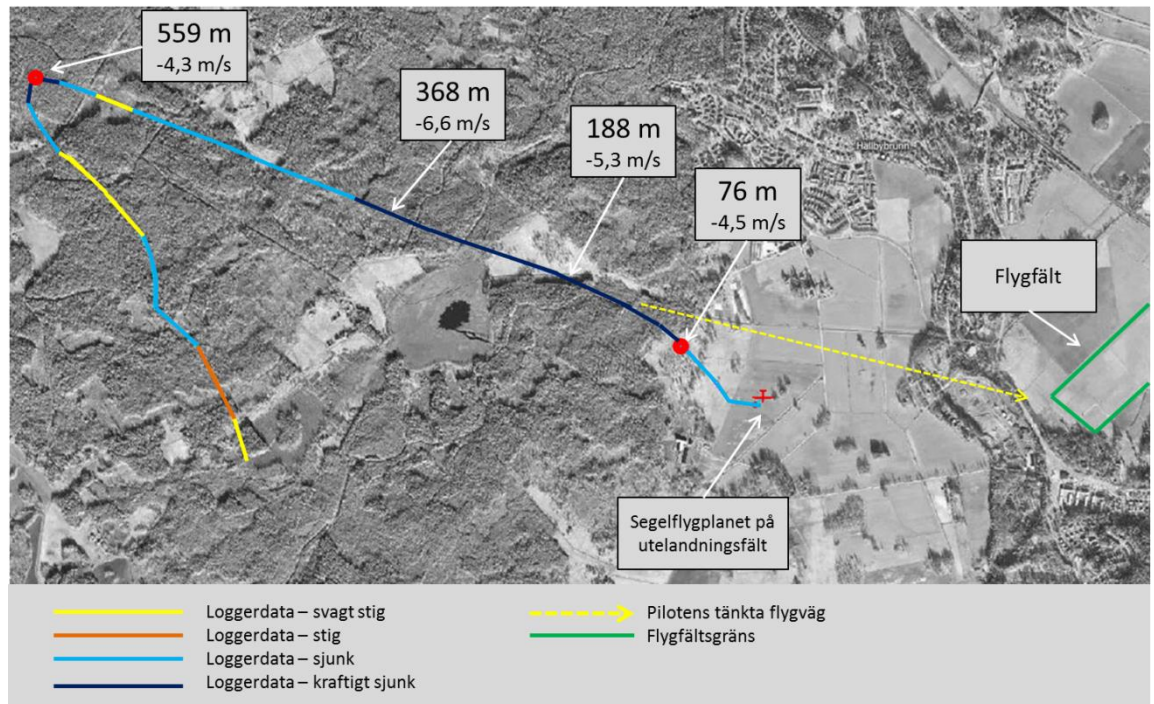 559 m
-4,3 m/s
368 m
-6,6 m/s
188 m
-5,3 m/s
76 m
-4,5 m/s
Hällbybrunn
Flygfält
Segelflygplanet på
utelandningsfält
Loggerdata – svagt stig
Loggerdata – stig
Loggerdata – sjunk
Loggerdata – kraftigt sjunk
Pilotens tänkta flygväg
Flygfältsgräns